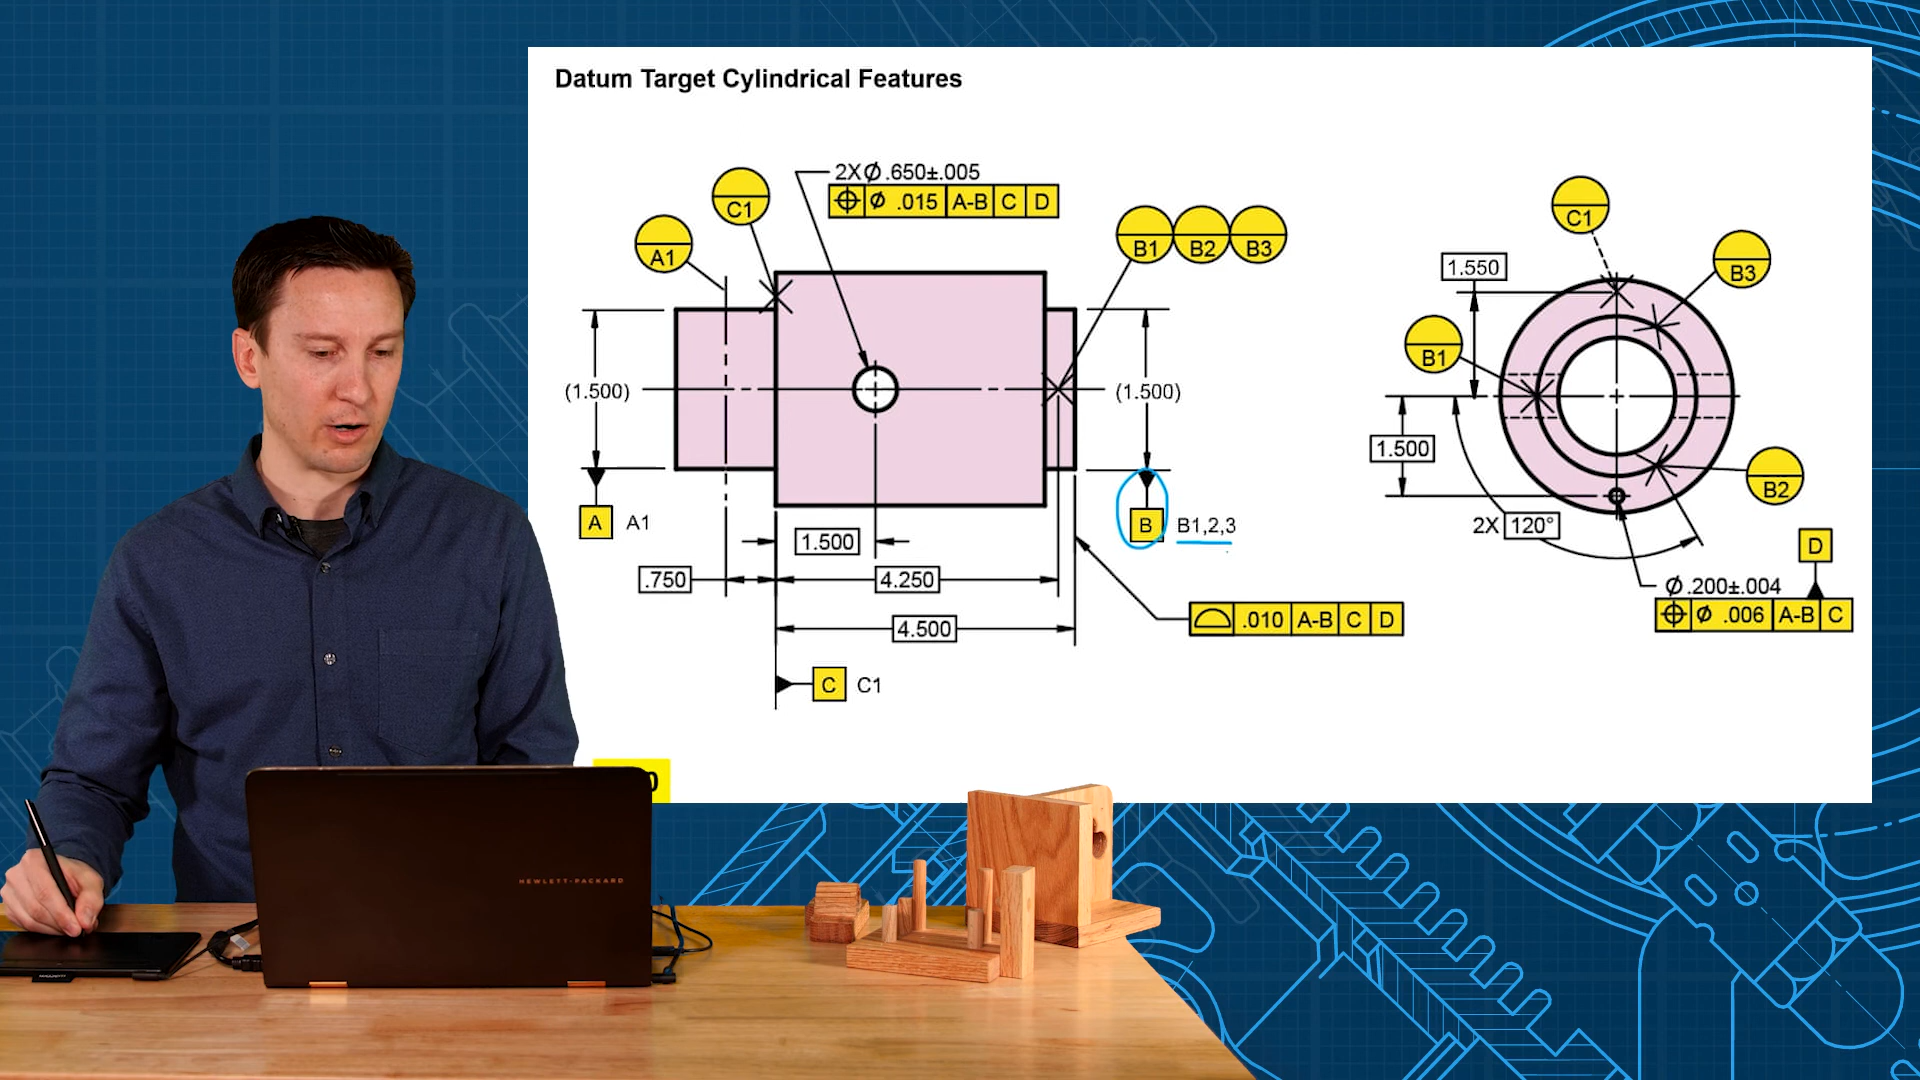 Datum Target Cylindrical Features
2X Ø .650±.005
⌖ Ø .015 A-B C D
C1
A1
B1 B2 B3
(1.500)
(1.500)
A A1
B B1,2,3
1.500
.750
4.250
4.500
C C1
⌓ .010 A-B C D
C1
B3
1.550
B1
1.500
B2
2X 120°
D
Ø .200±.004
⌖ Ø .006 A-B C
HEWLETT-PACKARD